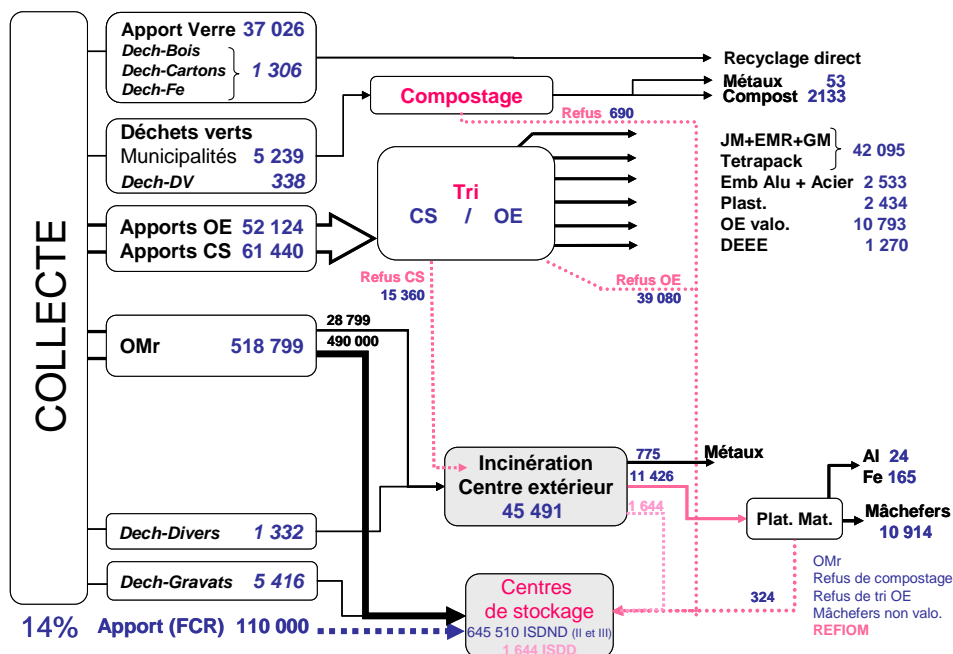 COLLECTE
Apport Verre 37 026
Dech-Bois
Dech-Cartons 1 306
Dech-Fe
Recyclage direct
Métaux 53
Compost 2133
Compostage
Refus 690
Déchets verts
Municipalités 5 239
Dech-DV 338
Tri
CS / OE
JM+EMR+GM
Tetrapack
42 095
Emb Alu + Acier 2 533
Plast. 2 434
OE valo. 10 793
DEEE 1 270
Apports OE 52 124
Apports CS 61 440
Refus CS
15 360
Refus OE
39 080
OMr 518 799
28 799
490 000
Incinération
Centre extérieur
45 491
775
Métaux
11 426
1 644
Al 24
Fe 165
Plat. Mat.
Mâchefers
10 914
Dech-Divers 1 332
Dech-Gravats 5 416
Centres
de stockage
645 510 ISDND (II et III)
1 644 ISDD
324
OMr
Refus de compostage
Refus de tri OE
Mâchefers non valo.
REFIOM
14% Apport (FCR) 110 000